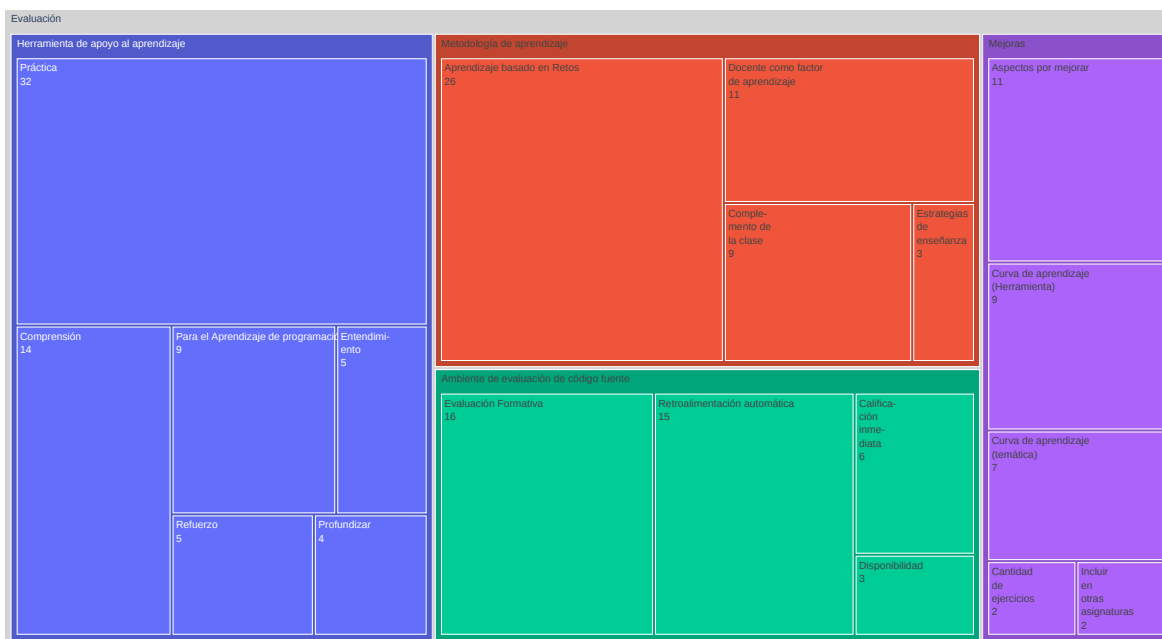 Evaluación
Herramienta de apoyo al aprendizaje
Práctica
32
Comprensión
14
Para el Aprendizaje de programació
9
Entendimi-
ento
5
Refuerzo
5
Profundizar
4
Metodología de aprendizaje
Aprendizaje basado en Retos
26
Docente como factor
de aprendizaje
11
Comple-
mento de
la clase
9
Estrategias
de
enseñanza
3
Ambiente de evaluación de código fuente
Evaluación Formativa
16
Retroalimentación automática
15
Califica-
ción
inme-
diata
6
Disponibilidad
3
Mejoras
Aspectos por mejorar
11
Curva de aprendizaje
(Herramienta)
9
Curva de aprendizaje
(temática)
7
Cantidad
de
ejercicios
2
Incluir
en
otras
asignaturas
2